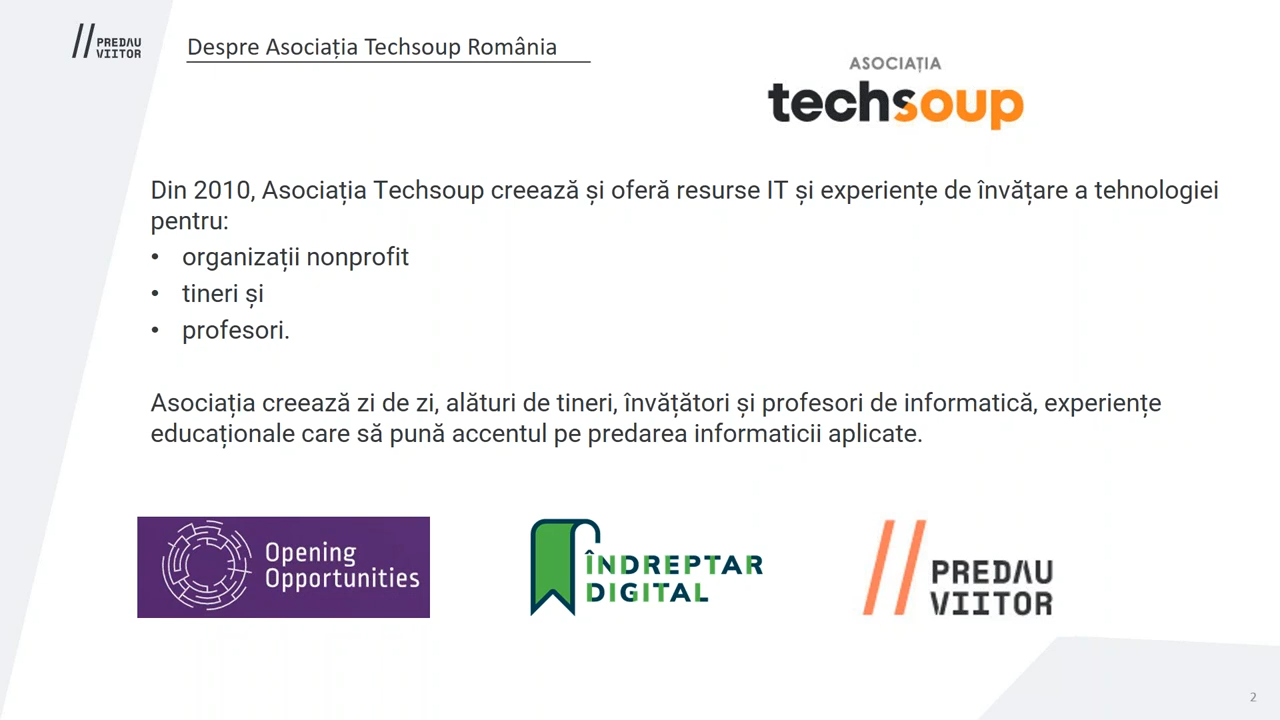 PREDAU
VIITOR
Despre Asociația Techsoup România
ASOCIAȚIA
techsoup
Din 2010, Asociația Techsoup creează și oferă resurse IT și experiențe de învățare a tehnologiei
pentru:
• organizații nonprofit
• tineri și
• profesori.
Asociația creează zi de zi, alături de tineri, învățători și profesori de informatică, experiențe
educaționale care să pună accentul pe predarea informaticii aplicate.
Opening
Opportunities
ÎNDREPTAR
DIGITAL
PREDAU
VIITOR
2